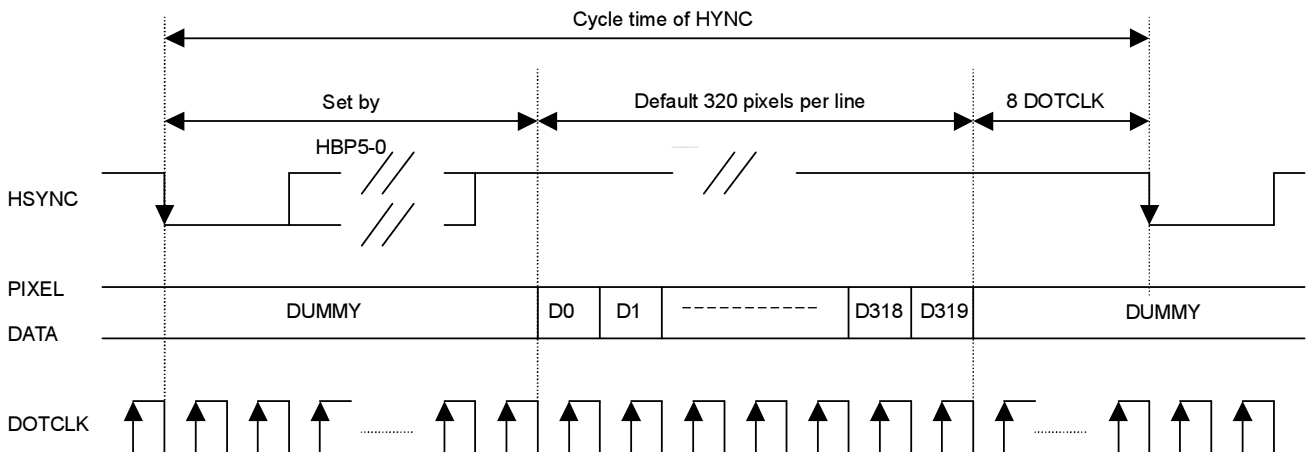 Cycle time of HYNC
Set by
Default 320 pixels per line
8 DOTCLK
HBP5-0
HSYNC
PIXEL
DUMMY
D0
D1
D318
D319
DUMMY
DATA
DOTCLK